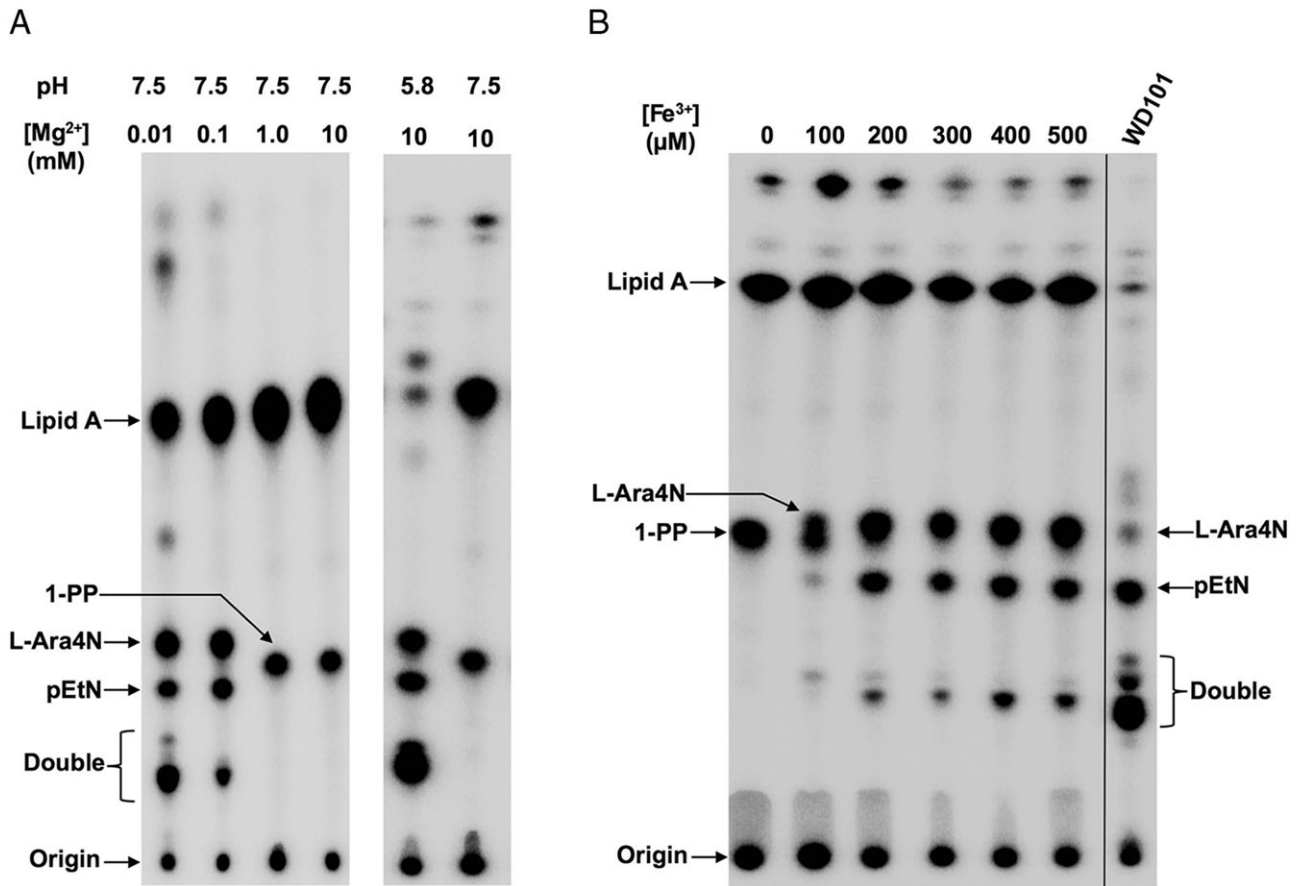 A
pH 7.5 7.5 7.5 7.5 5.8 7.5
[Mg²⁺] 0.01 0.1 1.0 10 10 10
(mM)
Lipid A
1-PP
L-Ara4N
pEtN
Double
Origin
B
[Fe³⁺] 0 100 200 300 400 500 WD101
(µM)
Lipid A
L-Ara4N
1-PP L-Ara4N
pEtN
Double
Origin